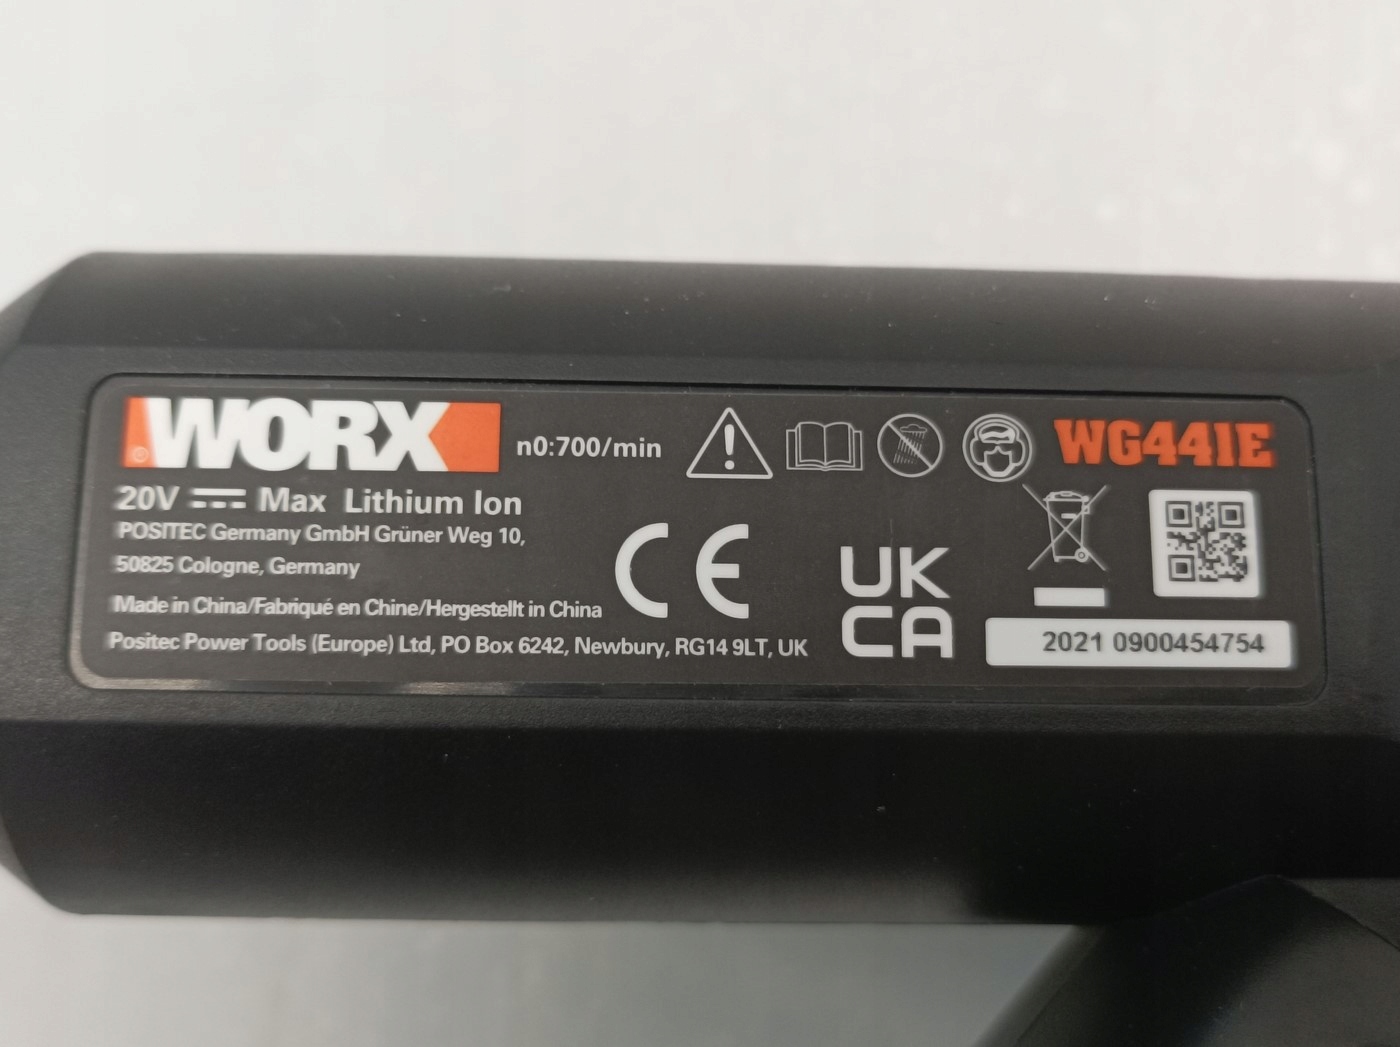 WORX n0:700/min WG441E
20V Max Lithium Ion
POSITEC Germany GmbH Grüner Weg 10,
50825 Cologne, Germany
Made in China/Fabriqué en Chine/Hergestellt in China
Positec Power Tools (Europe) Ltd, PO Box 6242, Newbury, RG14 9LT, UK
CE
UK
CA
2021 0900454754